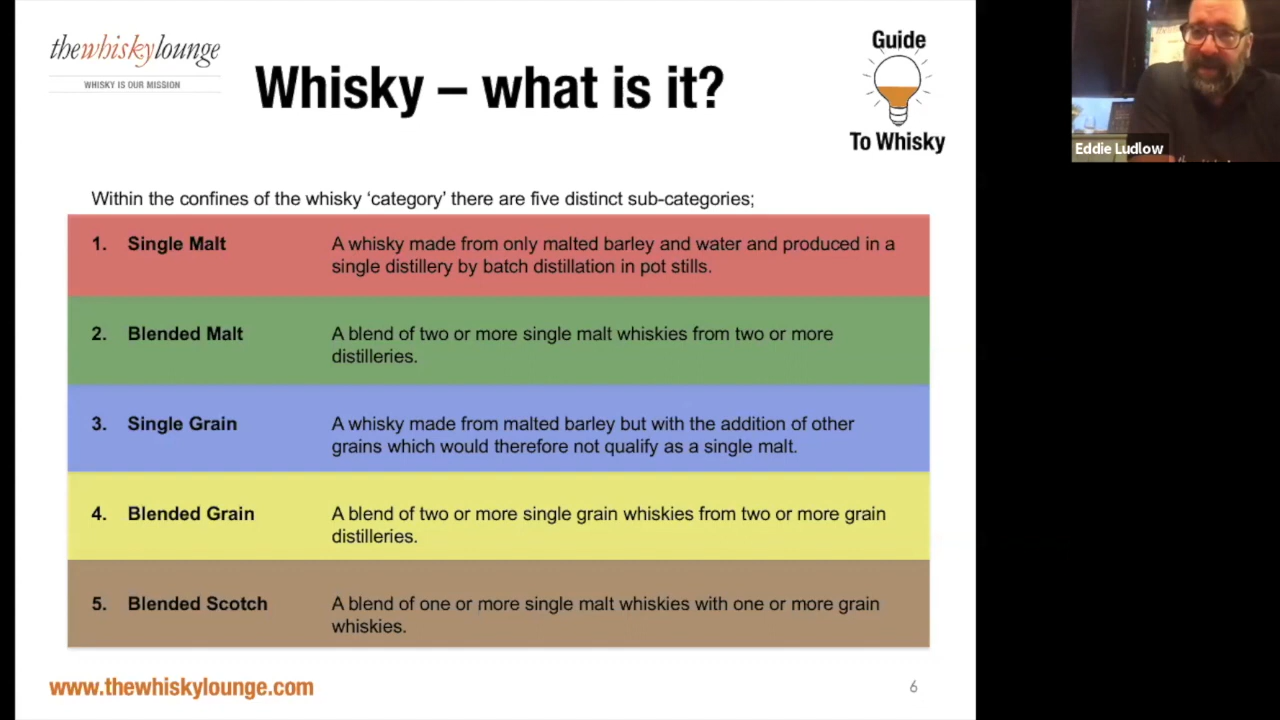 thewhiskylounge
WHISKY IS OUR MISSION
Whisky – what is it?
Guide
To Whisky
Eddie Ludlow
Within the confines of the whisky ‘category’ there are five distinct sub-categories;
1. Single Malt
A whisky made from only malted barley and water and produced in a
single distillery by batch distillation in pot stills.
2. Blended Malt
A blend of two or more single malt whiskies from two or more
distilleries.
3. Single Grain
A whisky made from malted barley but with the addition of other
grains which would therefore not qualify as a single malt.
4. Blended Grain
A blend of two or more single grain whiskies from two or more grain
distilleries.
5. Blended Scotch
A blend of one or more single malt whiskies with one or more grain
whiskies.
www.thewhiskylounge.com
6